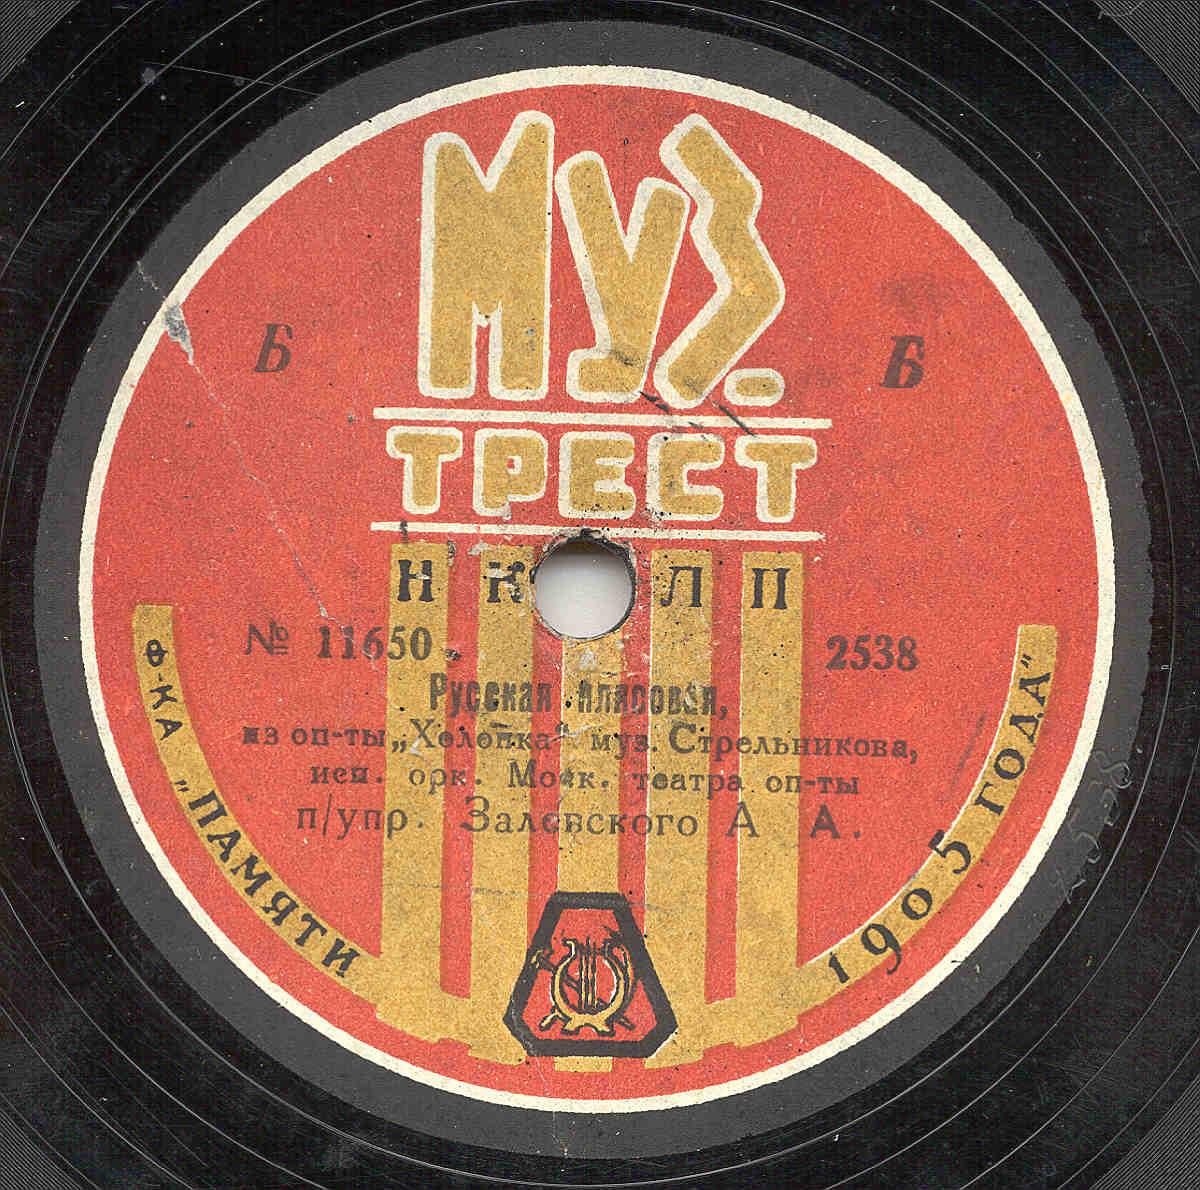 МУЗ.
ТРЕСТ
Б Б
Н К Л П
№ 11650 2538
Русская плясовая,
из оп-ты „Холопка“ муз. Стрельникова,
исп. орк. Моск. театра оп-ты
п/упр. Залевского А А.
Ф-КА „ПАМЯТИ 1905 ГОДА“